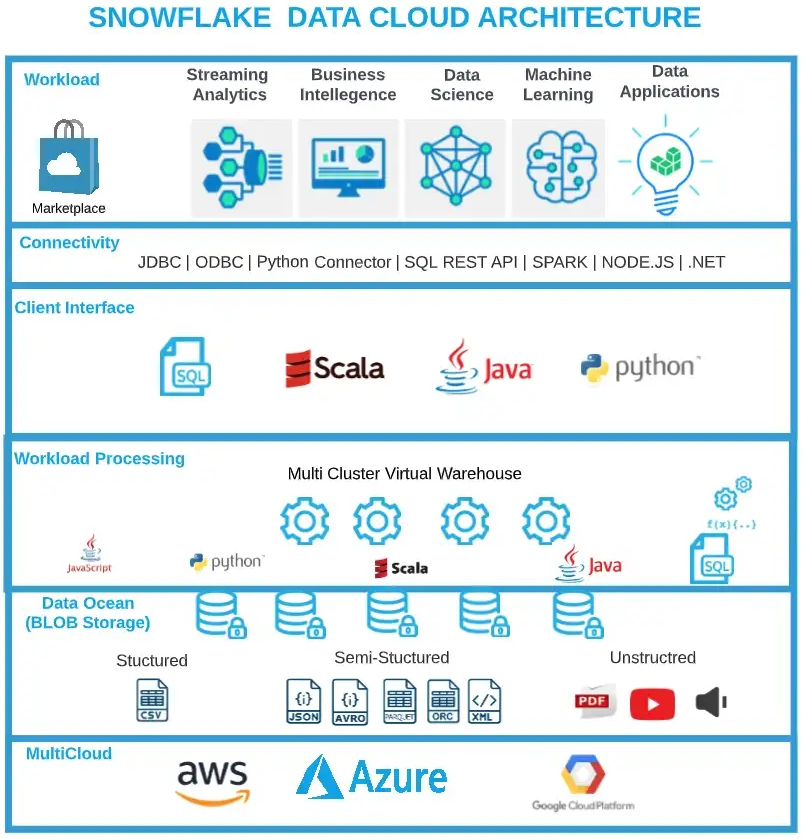 SNOWFLAKE DATA CLOUD ARCHITECTURE
Workload
Streaming
Analytics
Business
Intellegence
Data
Science
Machine
Learning
Data
Applications
Marketplace
Connectivity
JDBC | ODBC | Python Connector | SQL REST API | SPARK | NODE.JS | .NET
Client Interface
SQL
Scala
Java
python
Workload Processing
Multi Cluster Virtual Warehouse
f(x){..}
JavaScript
python
Scala
Java
SQL
Data Ocean
(BLOB Storage)
Stuctured
Semi-Stuctured
Unstructred
CSV
{i}
JSON
{i}
AVRO
PARQUET
ORC
</>
XML
PDF
MultiCloud
aws
Azure
Google Cloud Platform